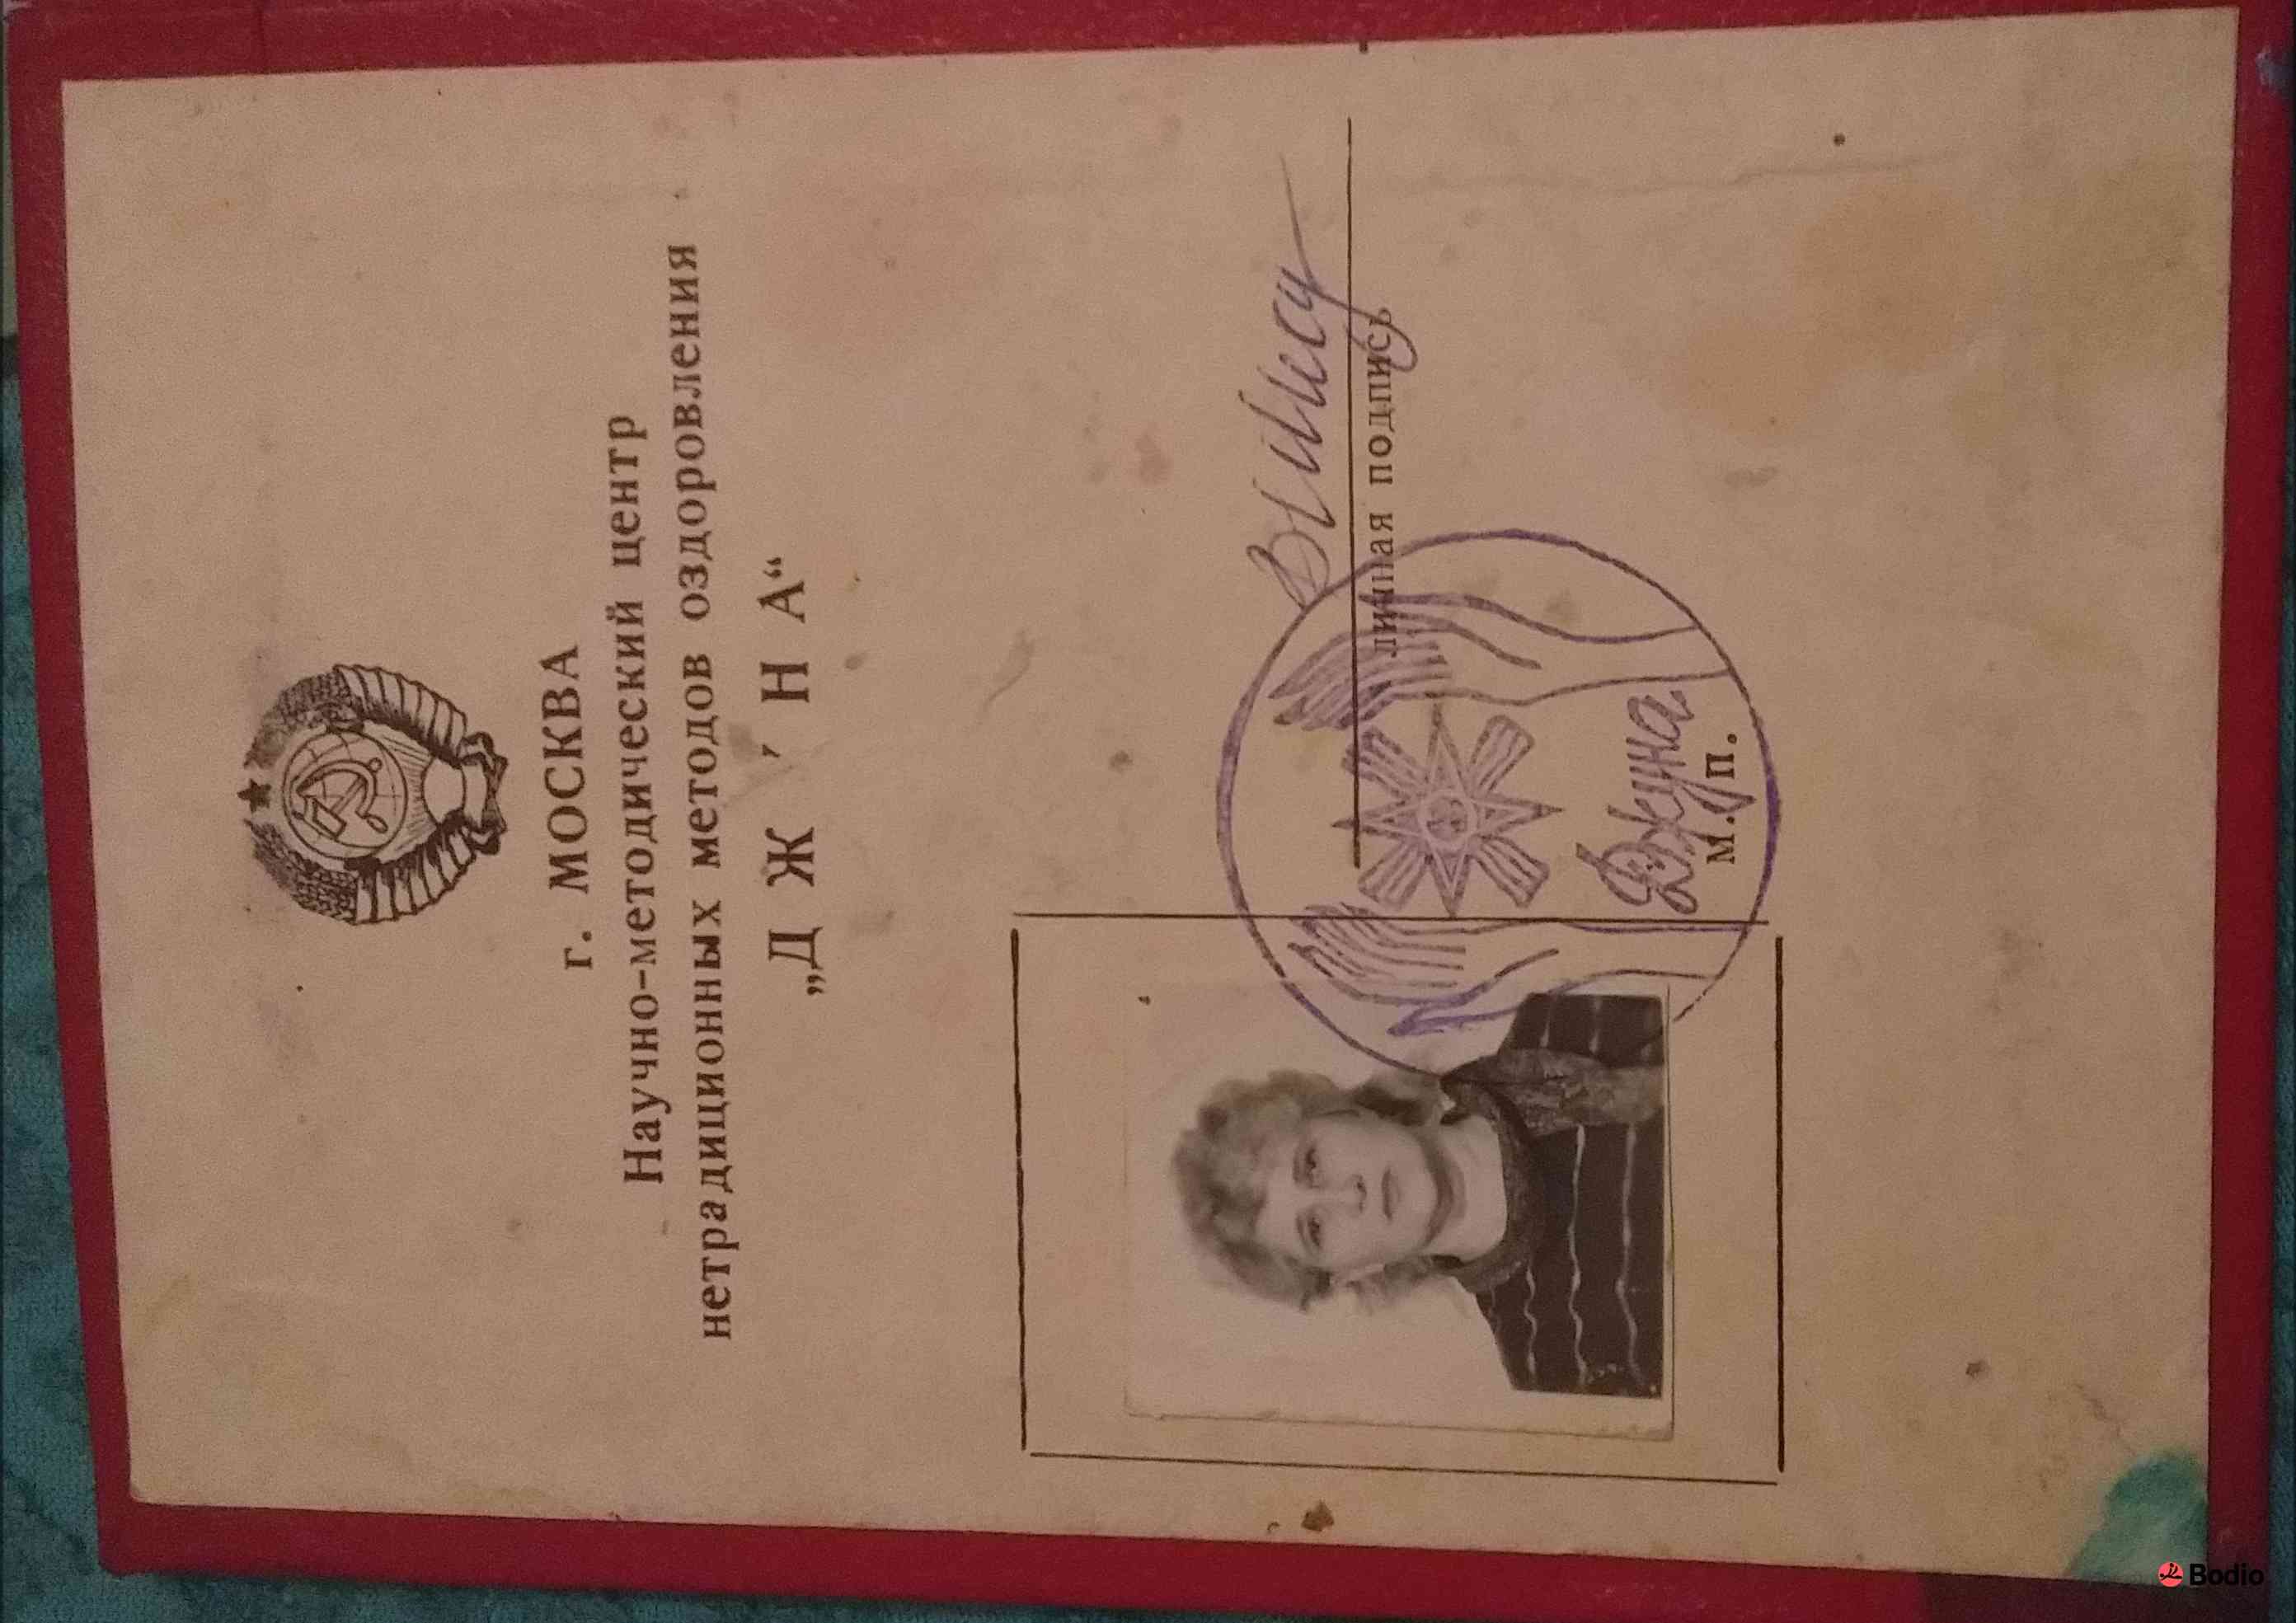 г. МОСКВА
Научно-методический центр
нетрадиционных методов оздоровления
„Д Ж ′ Н А“
личная подпись
Джуна
М. П.
Bodio